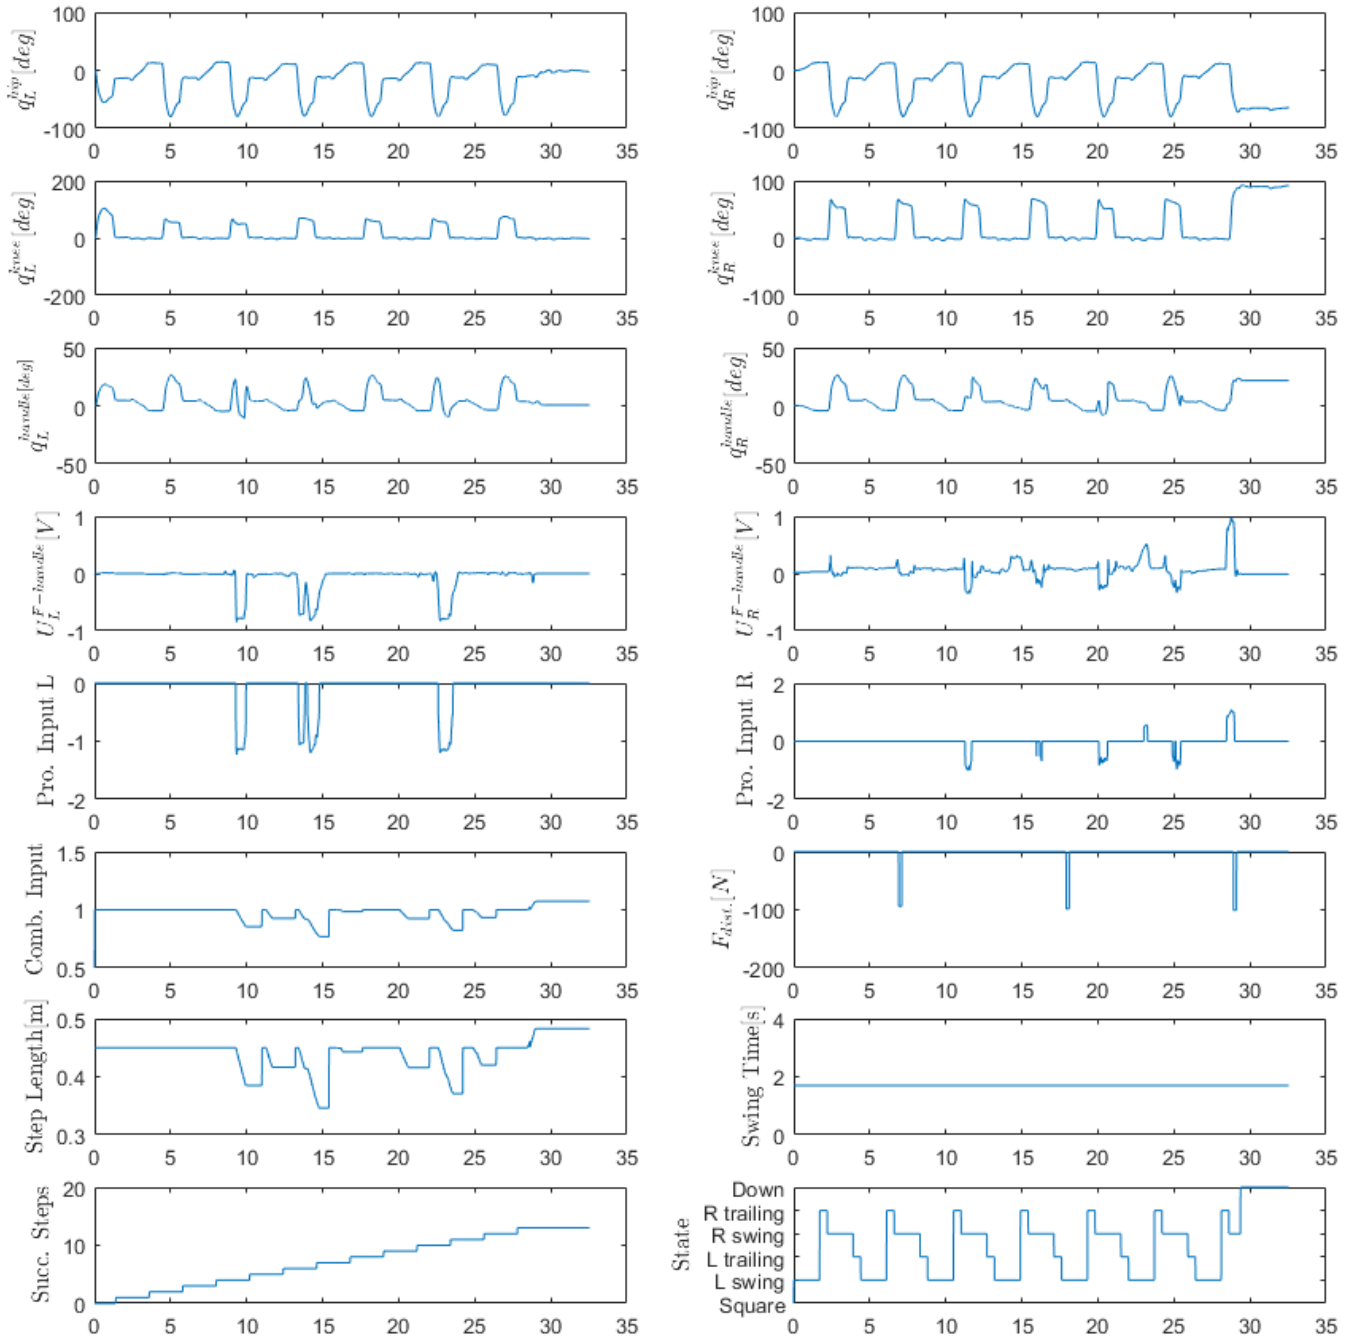 100
0
-100
q_L^{hip}[deg]
0 5 10 15 20 25 30 35
100
0
-100
q_R^{hip}[deg]
0 5 10 15 20 25 30 35
200
0
-200
q_L^{knee}[deg]
0 5 10 15 20 25 30 35
100
0
-100
q_R^{knee}[deg]
0 5 10 15 20 25 30 35
50
0
-50
q_L^{handle[deg]}
0 5 10 15 20 25 30 35
50
0
-50
q_R^{handle}[deg]
0 5 10 15 20 25 30 35
1
0
-1
U_L^{F-handle}[V]
0 5 10 15 20 25 30 35
1
0
-1
U_R^{F-handle}[V]
0 5 10 15 20 25 30 35
0
-1
-2
Pro. Input L
0 5 10 15 20 25 30 35
2
0
-2
Pro. Input R
0 5 10 15 20 25 30 35
1.5
1
0.5
Comb. Input
0 5 10 15 20 25 30 35
0
-100
-200
F_{dist.}[N]
0 5 10 15 20 25 30 35
0.5
0.4
0.3
Step Length[m]
0 5 10 15 20 25 30 35
4
2
0
Swing Time[s]
0 5 10 15 20 25 30 35
20
10
0
Succ. Steps
0 5 10 15 20 25 30 35
Down
R trailing
R swing
L trailing
L swing
Square
State
0 5 10 15 20 25 30 35